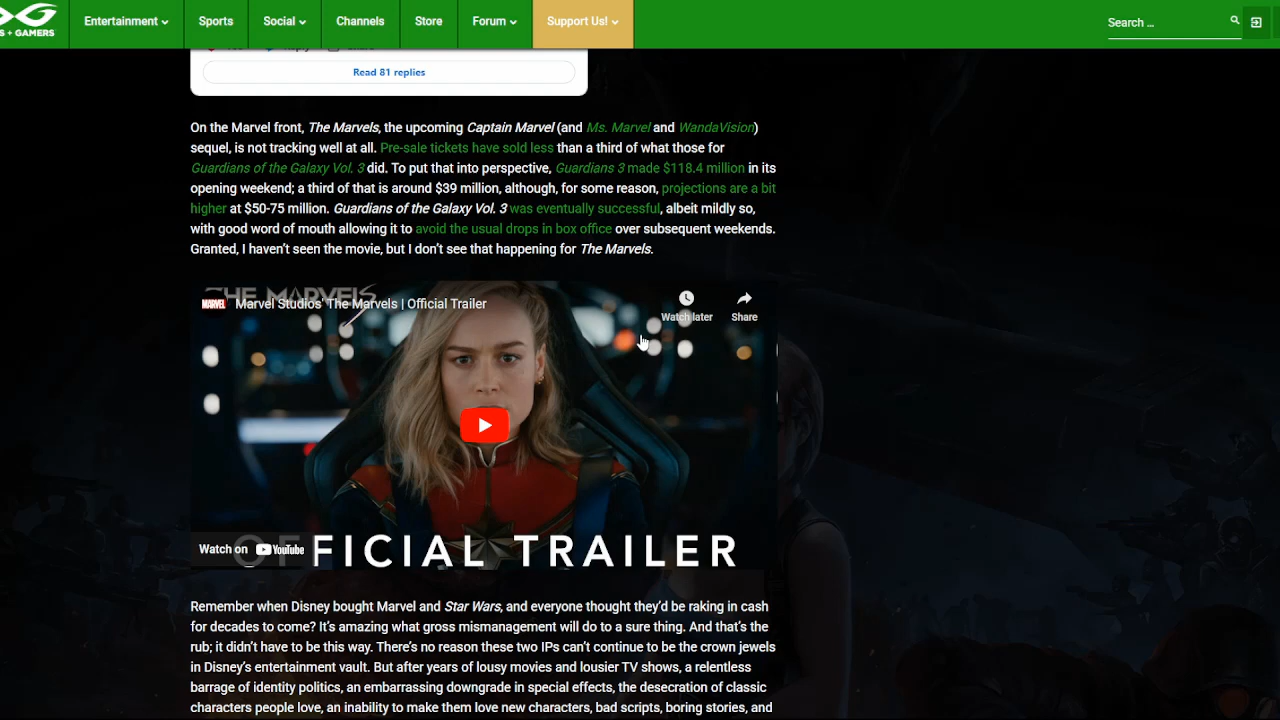 Entertainment Sports Social Channels Store Forum Support Us! Search ...
S + GAMERS
Read 81 replies
On the Marvel front, The Marvels, the upcoming Captain Marvel (and Ms. Marvel and WandaVision)
sequel, is not tracking well at all. Pre-sale tickets have sold less than a third of what those for
Guardians of the Galaxy Vol. 3 did. To put that into perspective, Guardians 3 made $118.4 million in its
opening weekend; a third of that is around $39 million, although, for some reason, projections are a bit
higher at $50-75 million. Guardians of the Galaxy Vol. 3 was eventually successful, albeit mildly so,
with good word of mouth allowing it to avoid the usual drops in box office over subsequent weekends.
Granted, I haven't seen the movie, but I don't see that happening for The Marvels.
THE MARVELS
MARVEL Marvel Studios' The Marvels | Official Trailer
Watch later Share
Watch on YouTube
OFFICIAL TRAILER
Remember when Disney bought Marvel and Star Wars, and everyone thought they'd be raking in cash
for decades to come? It's amazing what gross mismanagement will do to a sure thing. And that's the
rub; it didn't have to be this way. There's no reason these two IPs can't continue to be the crown jewels
in Disney's entertainment vault. But after years of lousy movies and lousier TV shows, a relentless
barrage of identity politics, an embarrassing downgrade in special effects, the desecration of classic
characters people love, an inability to make them love new characters, bad scripts, boring stories, and